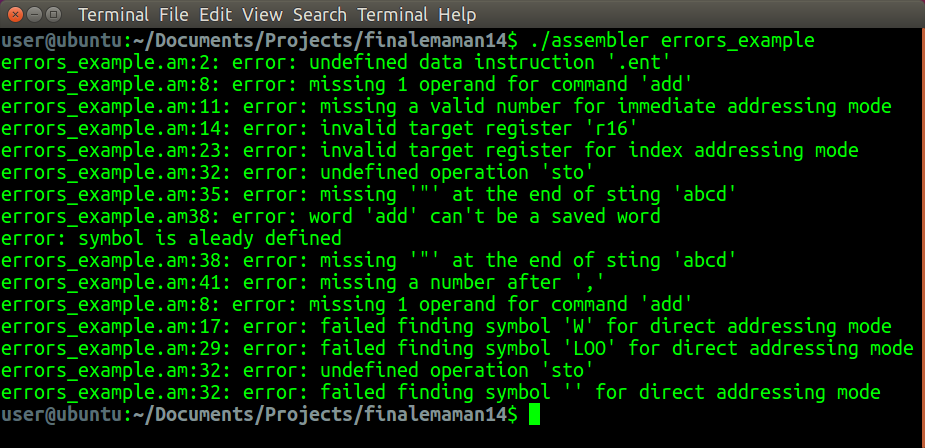 Terminal File Edit View Search Terminal Help
user@ubuntu:~/Documents/Projects/finalemaman14$ ./assembler errors_example
errors_example.am:2: error: undefined data instruction '.ent'
errors_example.am:8: error: missing 1 operand for command 'add'
errors_example.am:11: error: missing a valid number for immediate addressing mode
errors_example.am:14: error: invalid target register 'r16'
errors_example.am:23: error: invalid target register for index addressing mode
errors_example.am:32: error: undefined operation 'sto'
errors_example.am:35: error: missing '"' at the end of sting 'abcd'
errors_example.am38: error: word 'add' can't be a saved word
error: symbol is aleady defined
errors_example.am:38: error: missing '"' at the end of sting 'abcd'
errors_example.am:41: error: missing a number after ','
errors_example.am:8: error: missing 1 operand for command 'add'
errors_example.am:17: error: failed finding symbol 'W' for direct addressing mode
errors_example.am:29: error: failed finding symbol 'LOO' for direct addressing mode
errors_example.am:32: error: undefined operation 'sto'
errors_example.am:32: error: failed finding symbol '' for direct addressing mode
user@ubuntu:~/Documents/Projects/finalemaman14$